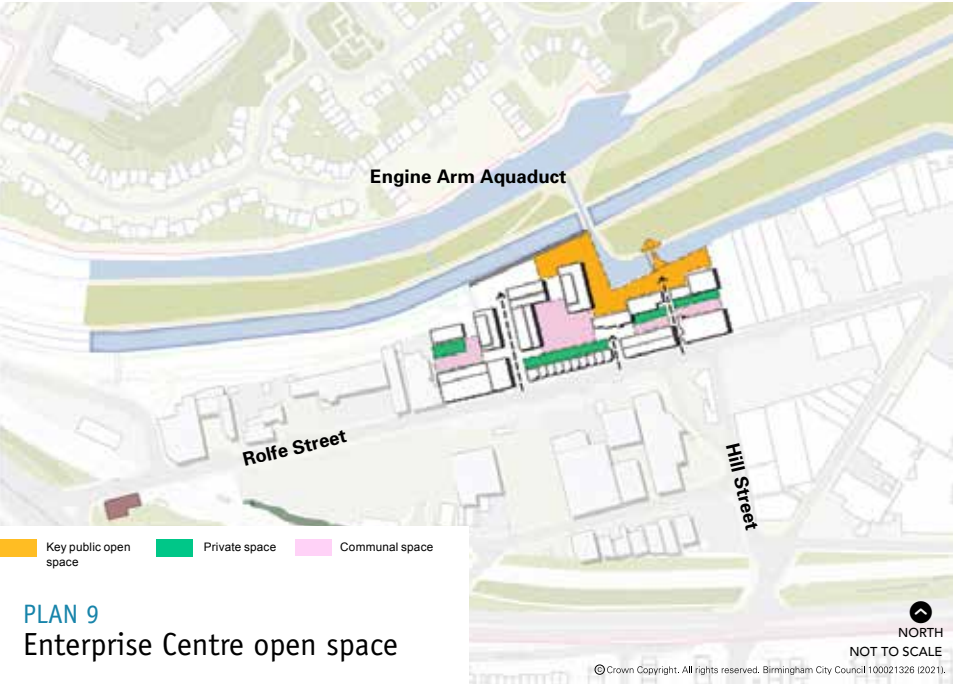 Engine Arm Aquaduct
Rolfe Street
Hill Street
Key public open
space
Private space
Communal space
PLAN 9
Enterprise Centre open space
NORTH
NOT TO SCALE
©Crown Copyright. All rights reserved. Birmingham City Council 100021326 (2021).